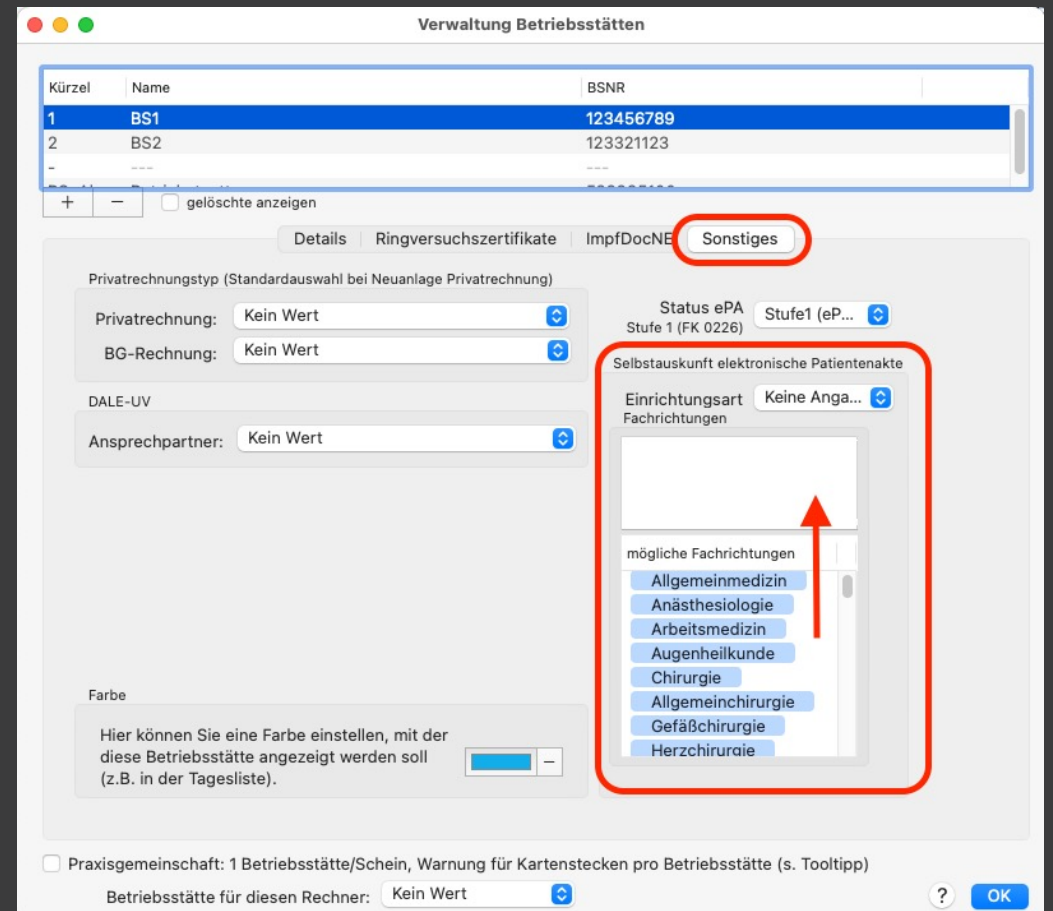 Verwaltung Betriebsstätten
Kürzel Name BSNR
1 BS1 123456789
2 BS2 123321123
- --- ---
+ − gelöschte anzeigen
Details Ringversuchszertifikate ImpfDocNE Sonstiges
Privatrechnungstyp (Standardauswahl bei Neuanlage Privatrechnung)
Privatrechnung: Kein Wert
BG-Rechnung: Kein Wert
DALE-UV
Ansprechpartner: Kein Wert
Farbe
Hier können Sie eine Farbe einstellen, mit der
diese Betriebsstätte angezeigt werden soll
(z.B. in der Tagesliste).
−
Status ePA Stufe1 (eP...
Stufe 1 (FK 0226)
Selbstauskunft elektronische Patientenakte
Einrichtungsart Keine Anga...
Fachrichtungen
mögliche Fachrichtungen
Allgemeinmedizin
Anästhesiologie
Arbeitsmedizin
Augenheilkunde
Chirurgie
Allgemeinchirurgie
Gefäßchirurgie
Herzchirurgie
Praxisgemeinschaft: 1 Betriebsstätte/Schein, Warnung für Kartenstecken pro Betriebsstätte (s. Tooltipp)
Betriebsstätte für diesen Rechner: Kein Wert
? OK